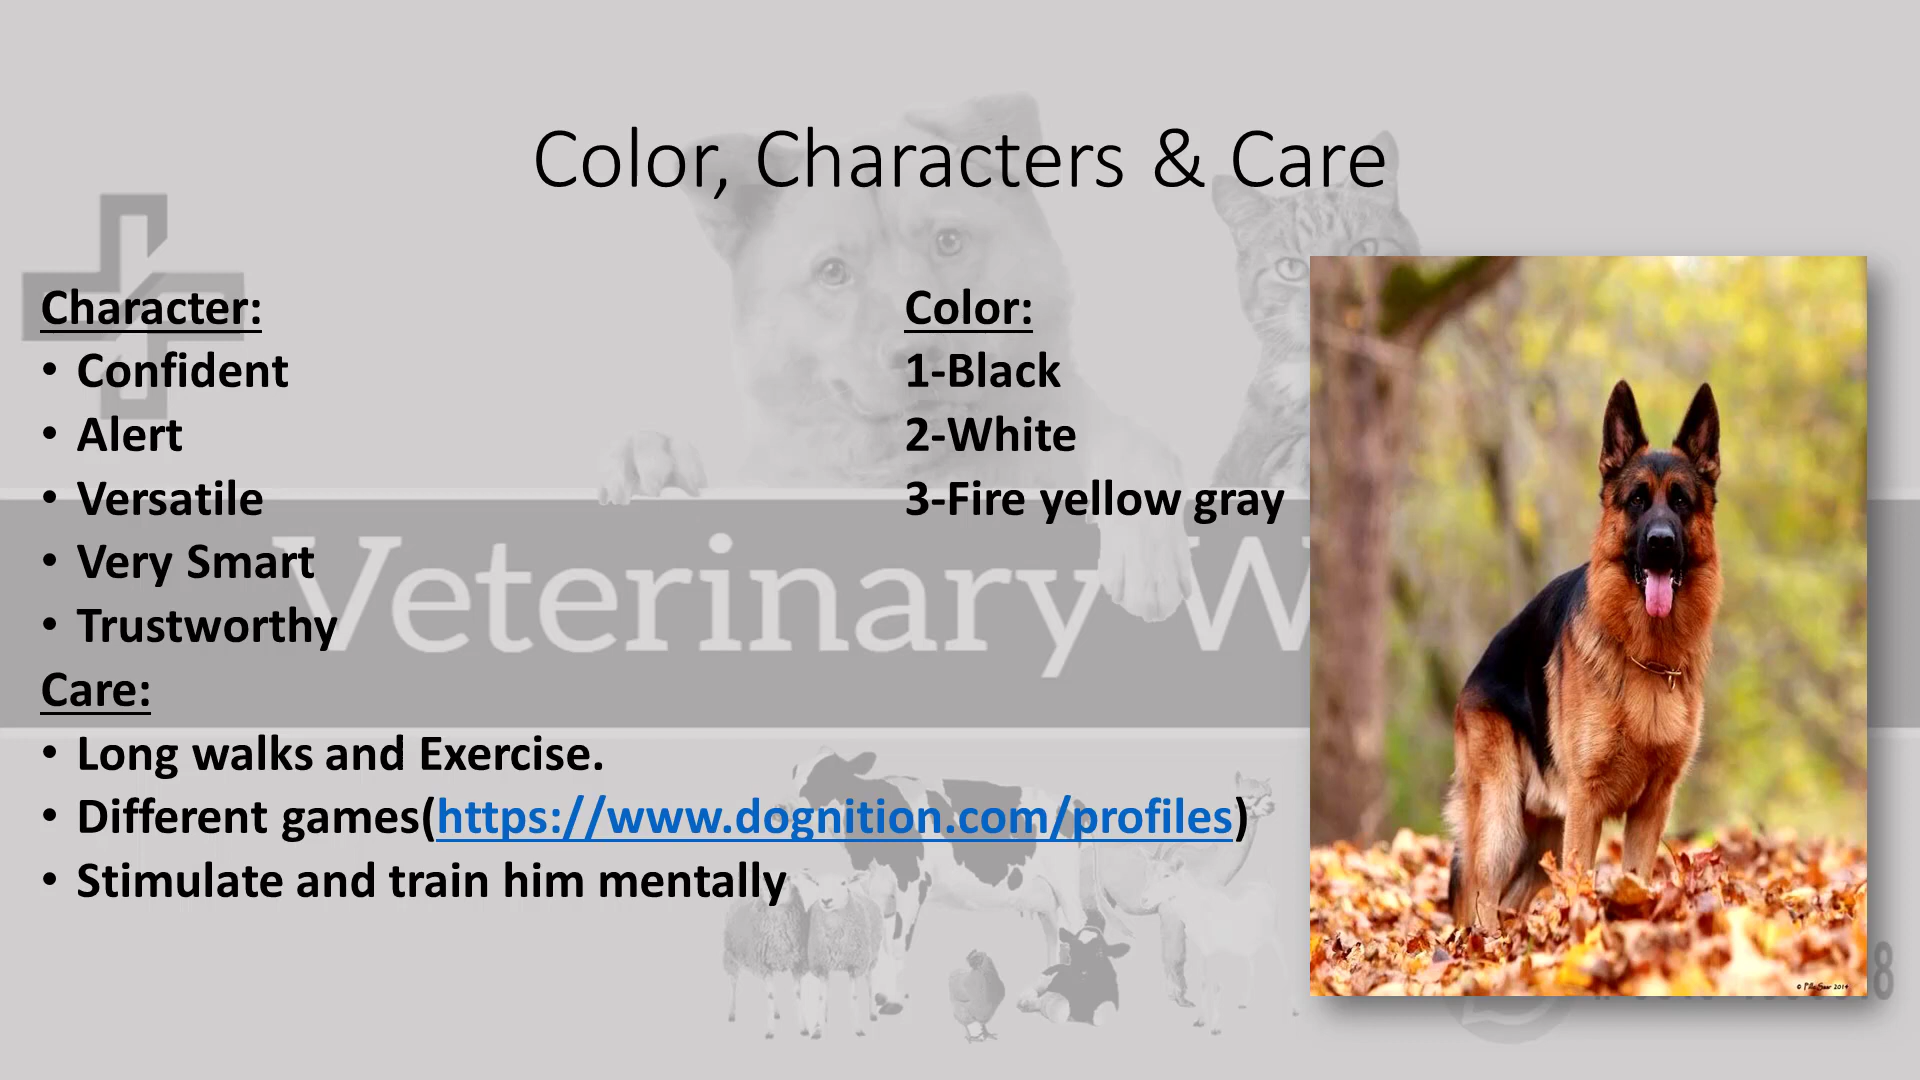 Color, Characters & Care
Character:
• Confident
• Alert
• Versatile
• Very Smart
• Trustworthy
Care:
• Long walks and Exercise.
• Different games(https://www.dognition.com/profiles)
• Stimulate and train him mentally
Color:
1-Black
2-White
3-Fire yellow gray
Veterinary W